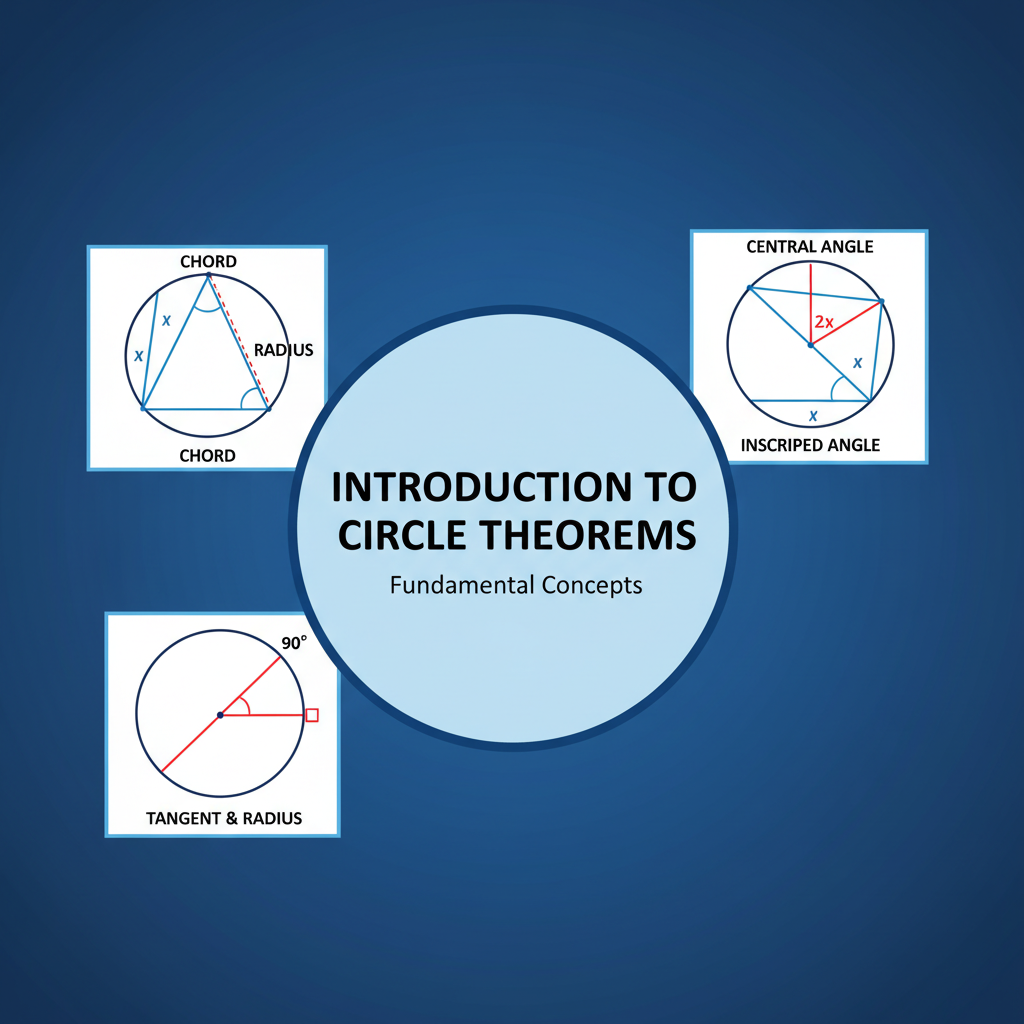 CHORD
x
x
RADIUS
CHORD
CENTRAL ANGLE
2x
x
x
INSCRIPED ANGLE
INTRODUCTION TO
CIRCLE THEOREMS
Fundamental Concepts
90°
TANGENT & RADIUS